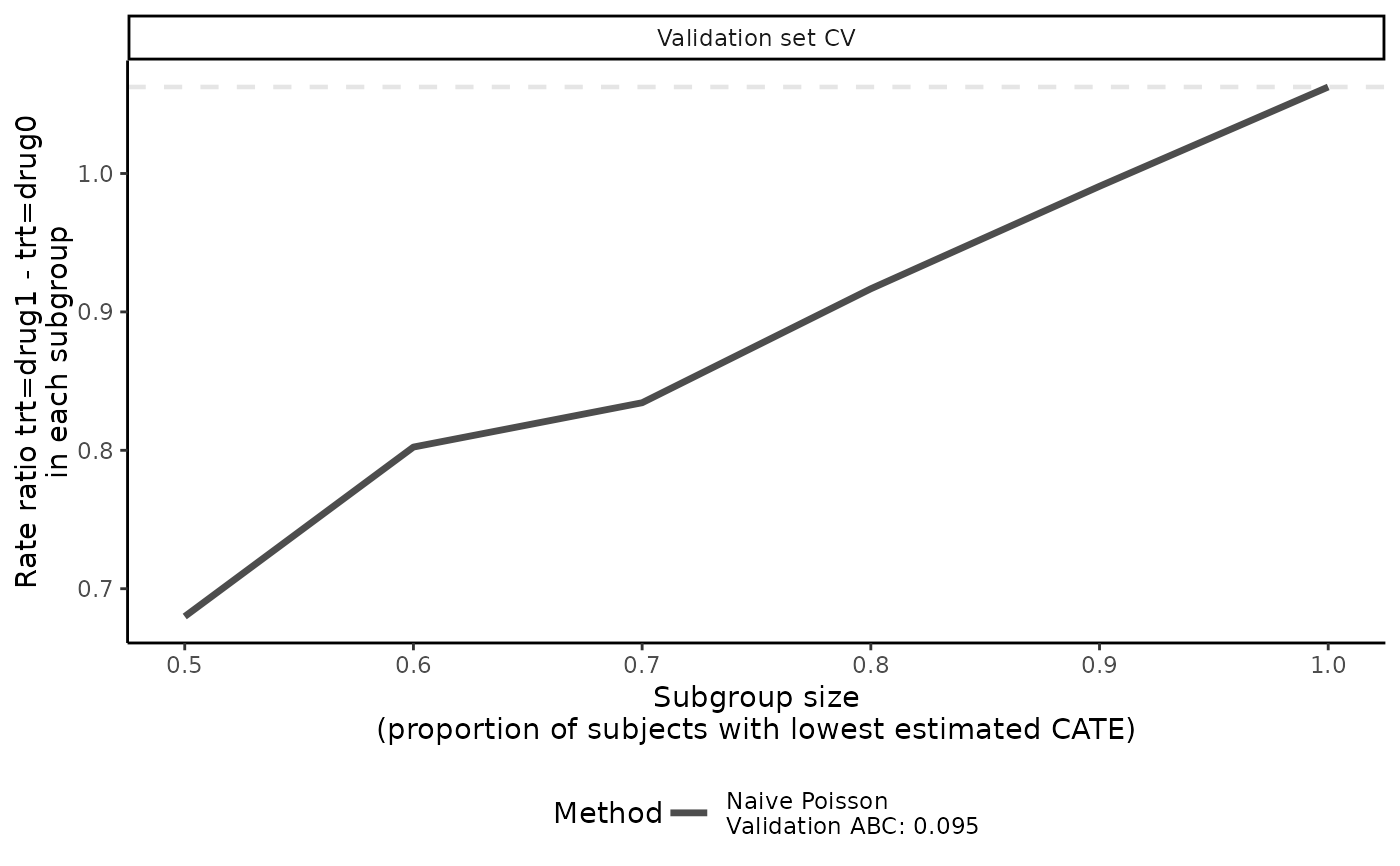 Validation set CV
Rate ratio trt=drug1 - trt=drug0
in each subgroup
1.0
0.9
0.8
0.7
0.5
0.6
0.7
0.8
0.9
1.0
Subgroup size
(proportion of subjects with lowest estimated CATE)
Method
Naive Poisson
Validation ABC: 0.095